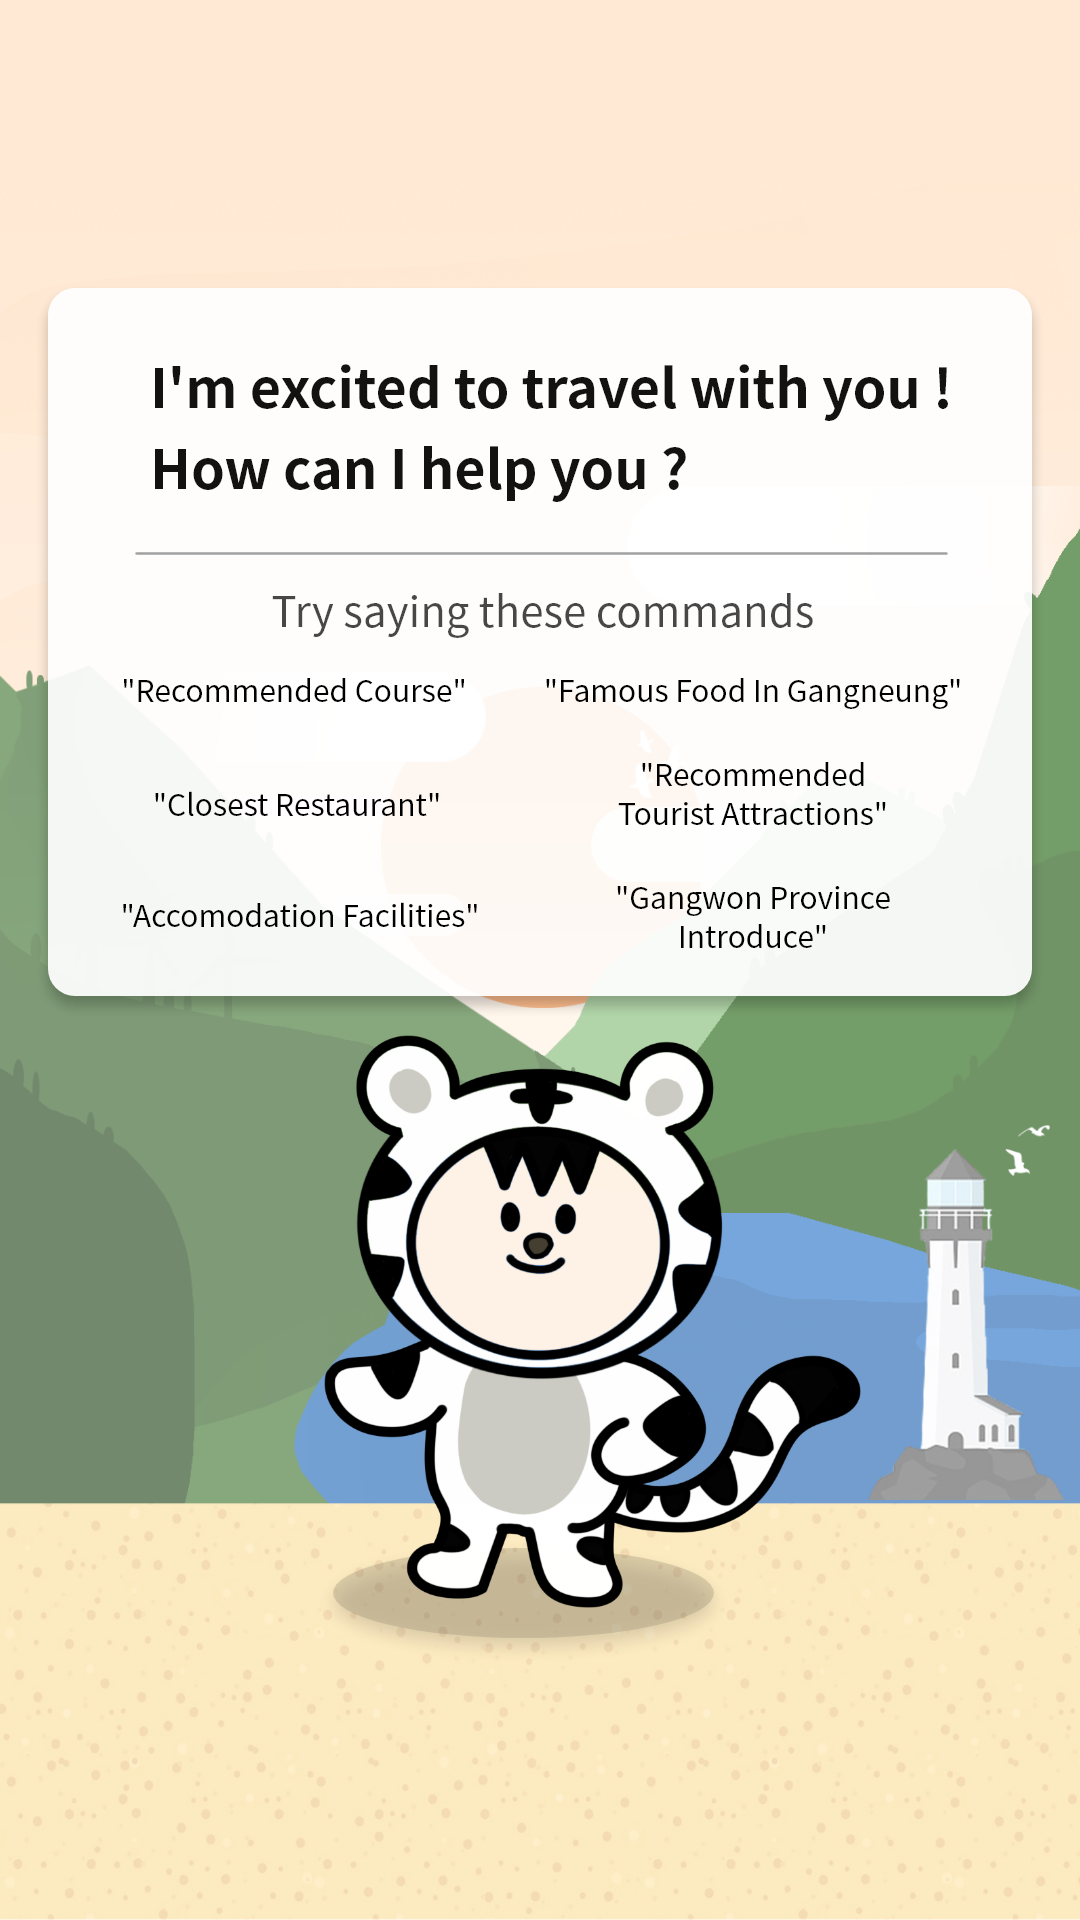 I'm excited to travel with you !
How can I help you ?
Try saying these commands
"Recommended Course"
"Famous Food In Gangneung"
"Closest Restaurant"
"Recommended
Tourist Attractions"
"Accomodation Facilities"
"Gangwon Province
Introduce"